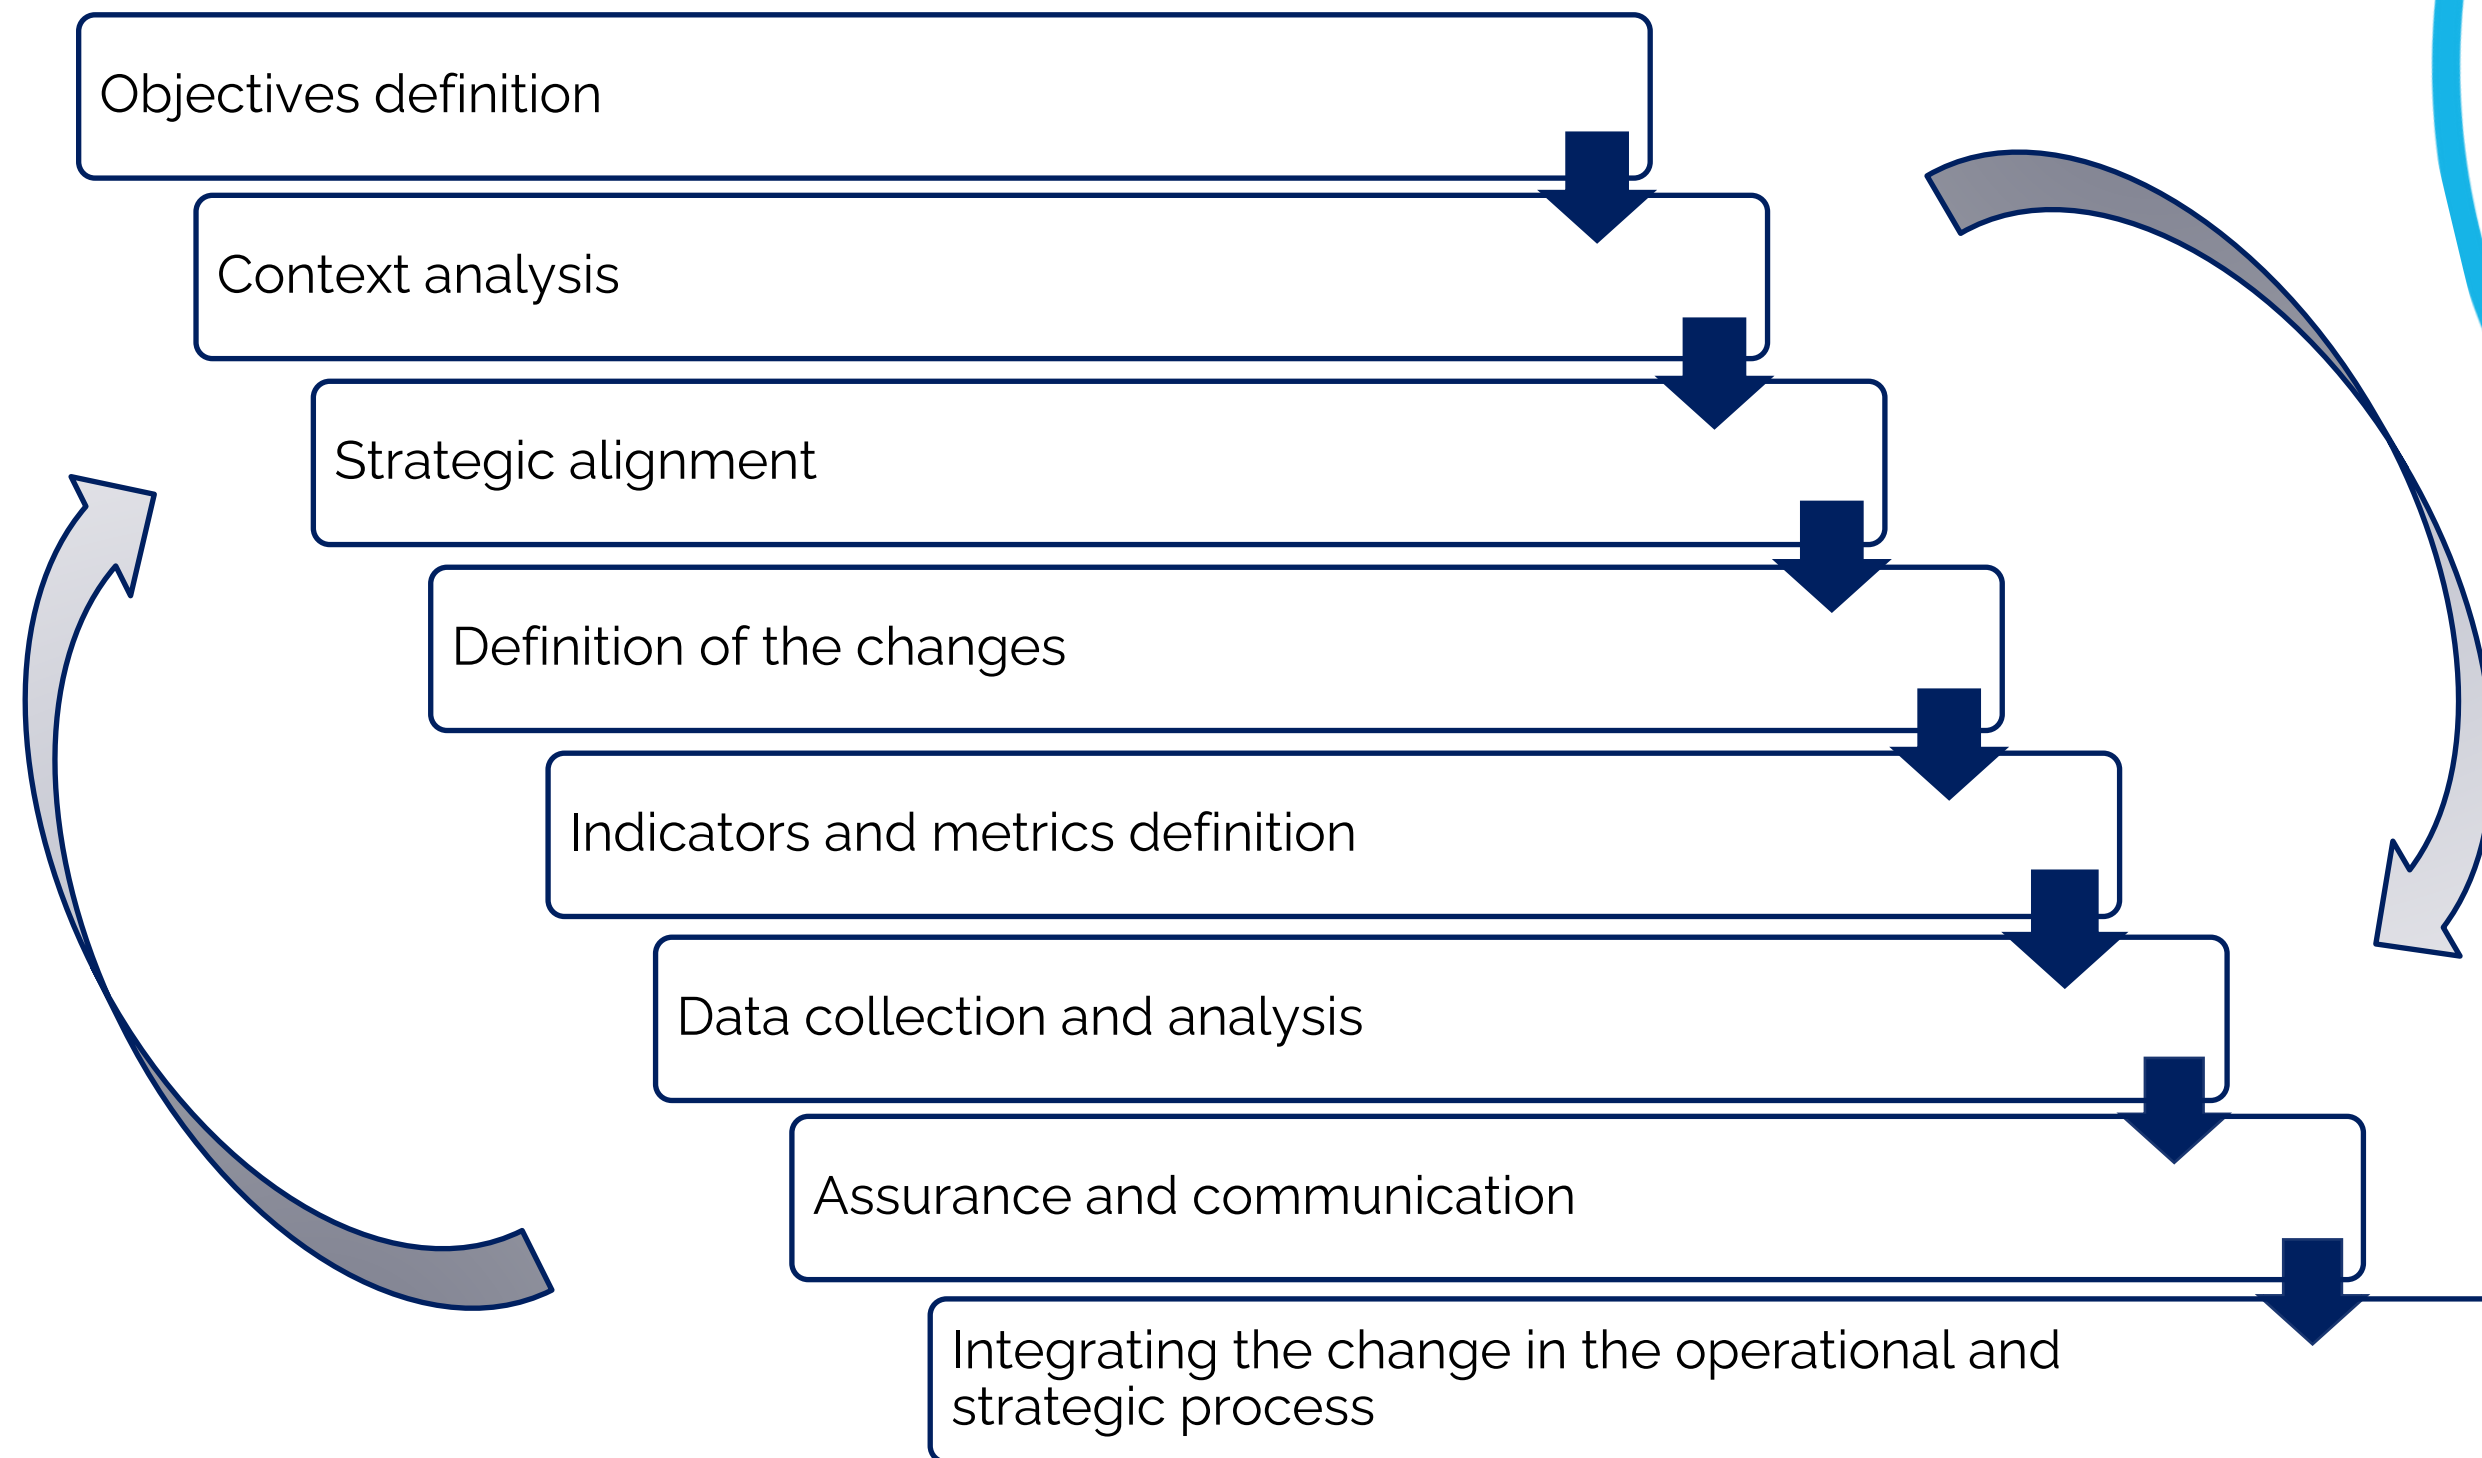 Objectives definition
Context analysis
Strategic alignment
Definition of the changes
Indicators and metrics definition
Data collection and analysis
Assurance and communication
Integrating the change in the operational and
strategic process